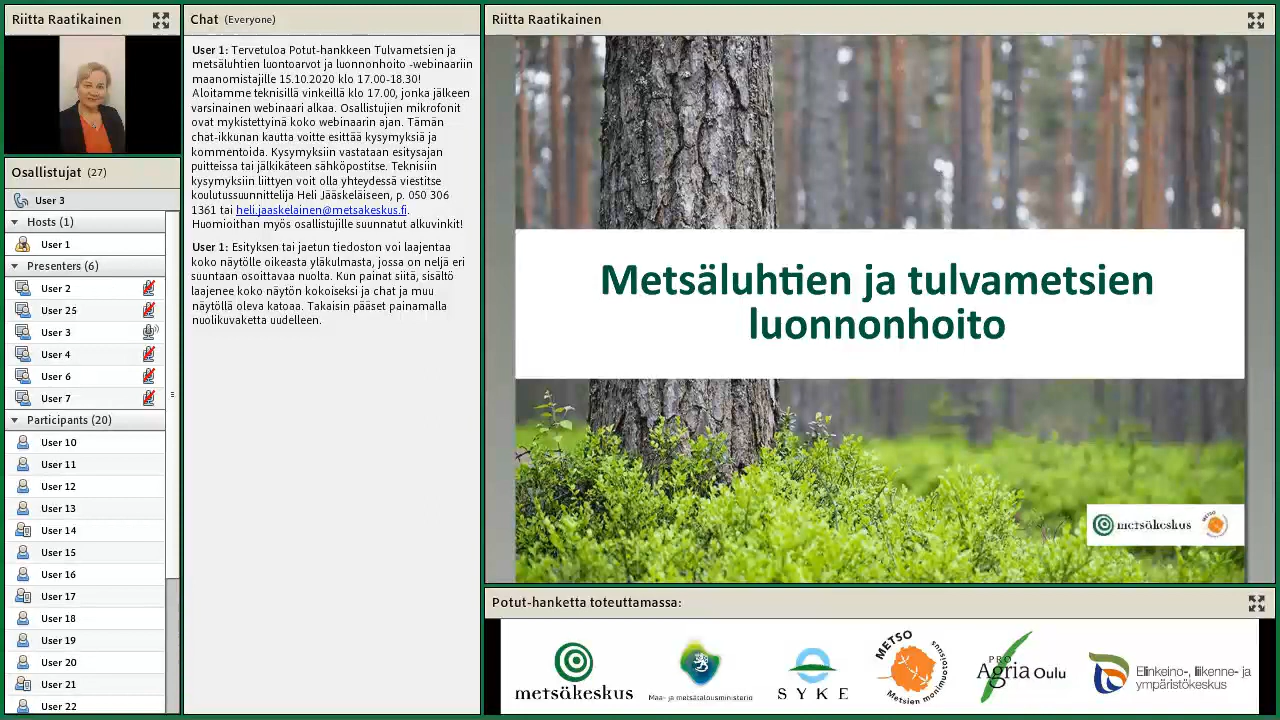 Riitta Raatikainen
Osallistujat (27)
User 3
Hosts (1)
User 1
Presenters (6)
User 2
User 25
User 3
User 4
User 6
User 7
Participants (20)
User 10
User 11
User 12
User 13
User 14
User 15
User 16
User 17
User 18
User 19
User 20
User 21
User 22
Chat (Everyone)
User 1: Tervetuloa Potut-hankkeen Tulvametsien ja
metsäluhtien luontoarvot ja luonnonhoito -webinaariin
maanomistajille 15.10.2020 klo 17.00-18.30!
Aloitamme teknisillä vinkeillä klo 17.00, jonka jälkeen
varsinainen webinaari alkaa. Osallistujien mikrofonit
ovat mykistettyinä koko webinaarin ajan. Tämän
chat-ikkunan kautta voitte esittää kysymyksiä ja
kommentoida. Kysymyksiin vastataan esitysajan
puitteissa tai jälkikäteen sähköpostitse. Teknisiin
kysymyksiin liittyen voit olla yhteydessä viestitse
koulutussuunnittelija Heli Jääskeläiseen, p. 050 306
1361 tai heli.jaaskelainen@metsakeskus.fi.
Huomioithan myös osallistujille suunnatut alkuvinkit!
User 1: Esityksen tai jaetun tiedoston voi laajentaa
koko näytölle oikeasta yläkulmasta, jossa on neljä eri
suuntaan osoittavaa nuolta. Kun painat siitä, sisältö
laajenee koko näytön kokoiseksi ja chat ja muu
näytöllä oleva katoaa. Takaisin pääset painamalla
nuolikuvaketta uudelleen.
Riitta Raatikainen
Metsäluhtien ja tulvametsien
luonnonhoito
metsäkeskus
METSO
Potut-hanketta toteuttamassa:
metsäkeskus
Maa- ja metsätalousministeriö
SYKE
METSO
Metsien monimuotoisuus
PRO
Agria Oulu
Elinkeino-, liikenne- ja
ympäristökeskus